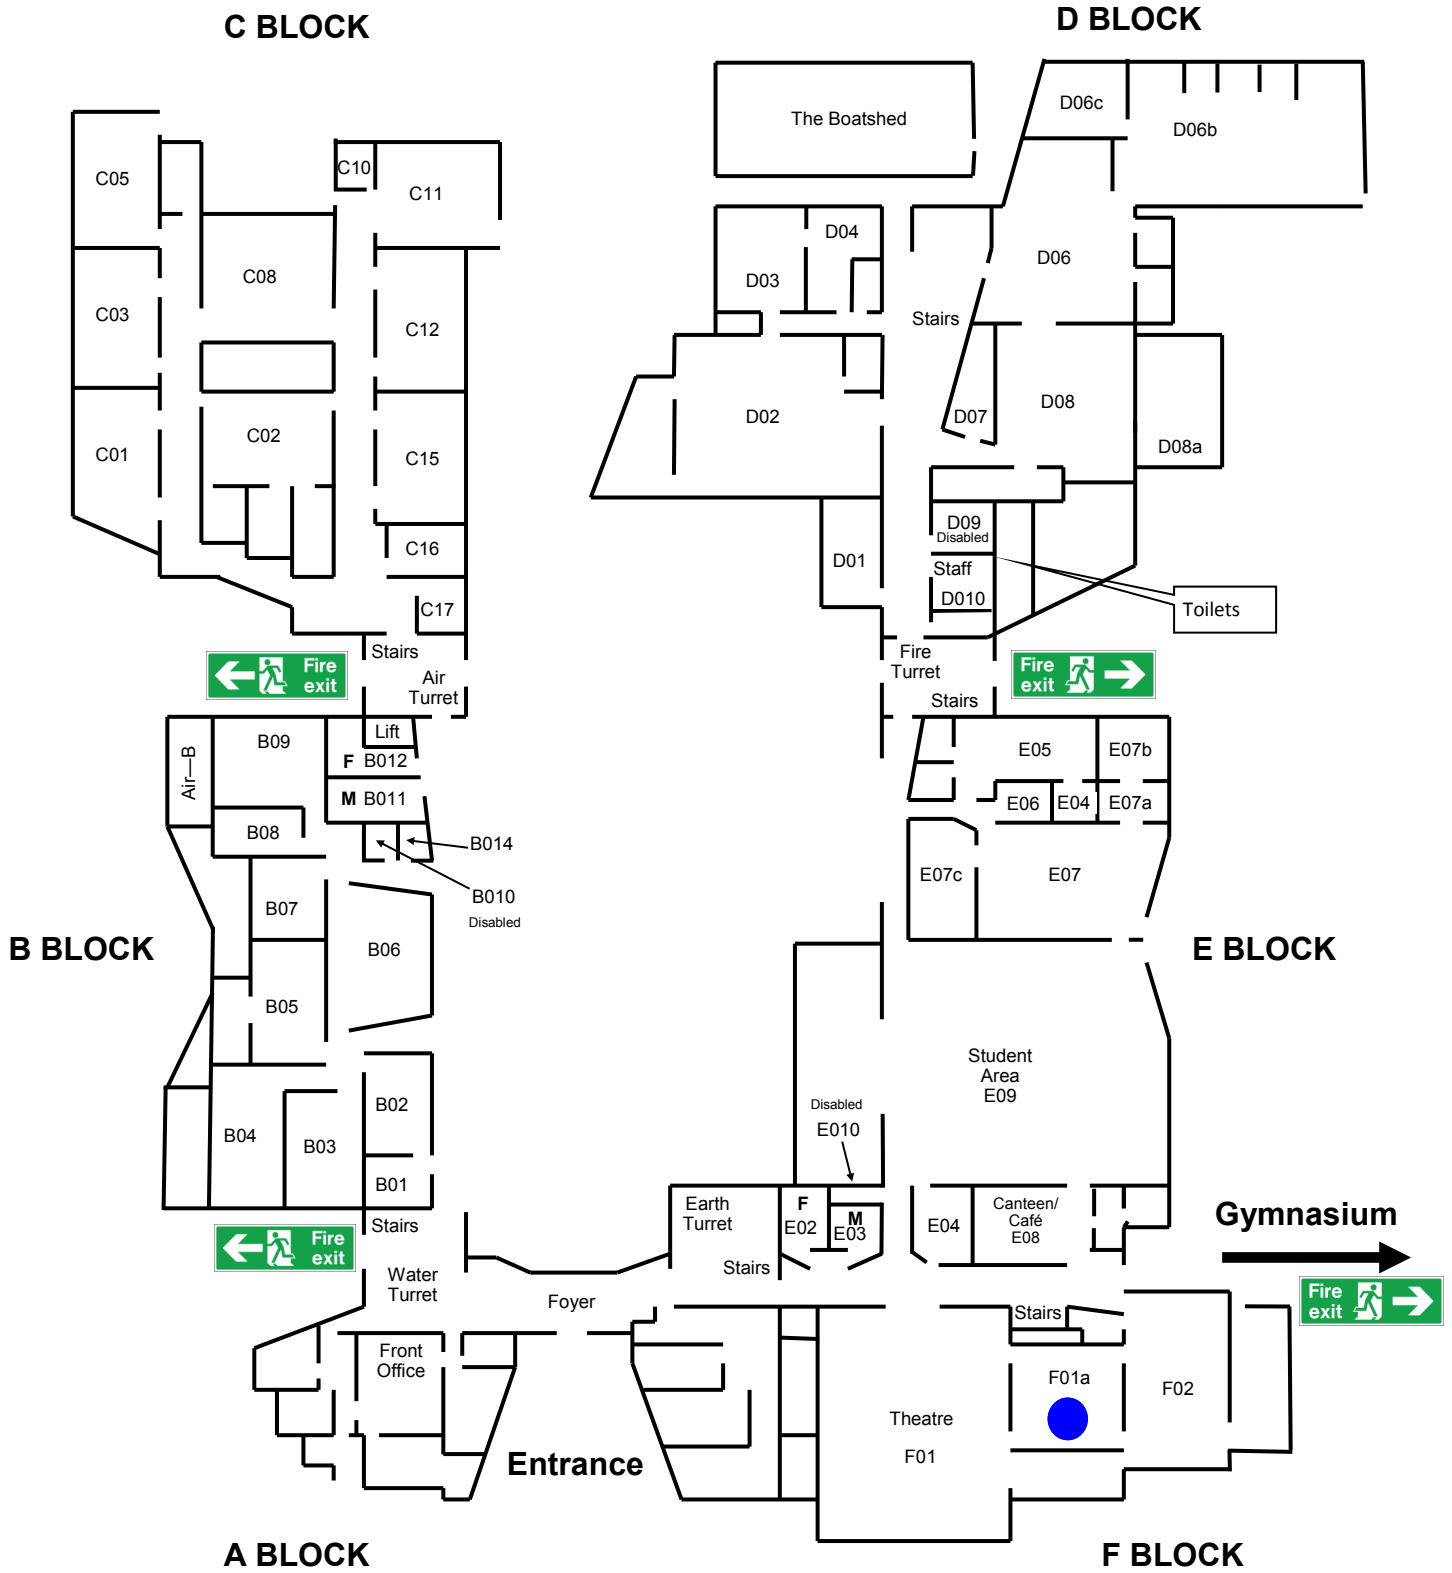 C BLOCK
D BLOCK
The Boatshed
D06c
D06b
C05
C10
C11
C03
C08
C12
C01
C02
C15
C16
C17
D03
D04
D06
Stairs
D02
D07
D08
D08a
D01
D09
Disabled
Staff
D010
Toilets
Stairs
Air
Turret
Fire
exit
Fire
Turret
Stairs
Fire
exit
Air—B
B09
Lift
F B012
M B011
B08
B014
B010
Disabled
B07
B06
B05
B BLOCK
B02
B04
B03
B01
Stairs
Fire
exit
Water
Turret
E05
E07b
E06
E04
E07a
E07c
E07
E BLOCK
Student
Area
E09
Disabled
E010
Earth
Turret
F
E02
M
E03
E04
Canteen/
Café
E08
Stairs
Gymnasium
Fire
exit
Foyer
Front
Office
Entrance
Stairs
F01a
F02
Theatre
F01
A BLOCK
F BLOCK